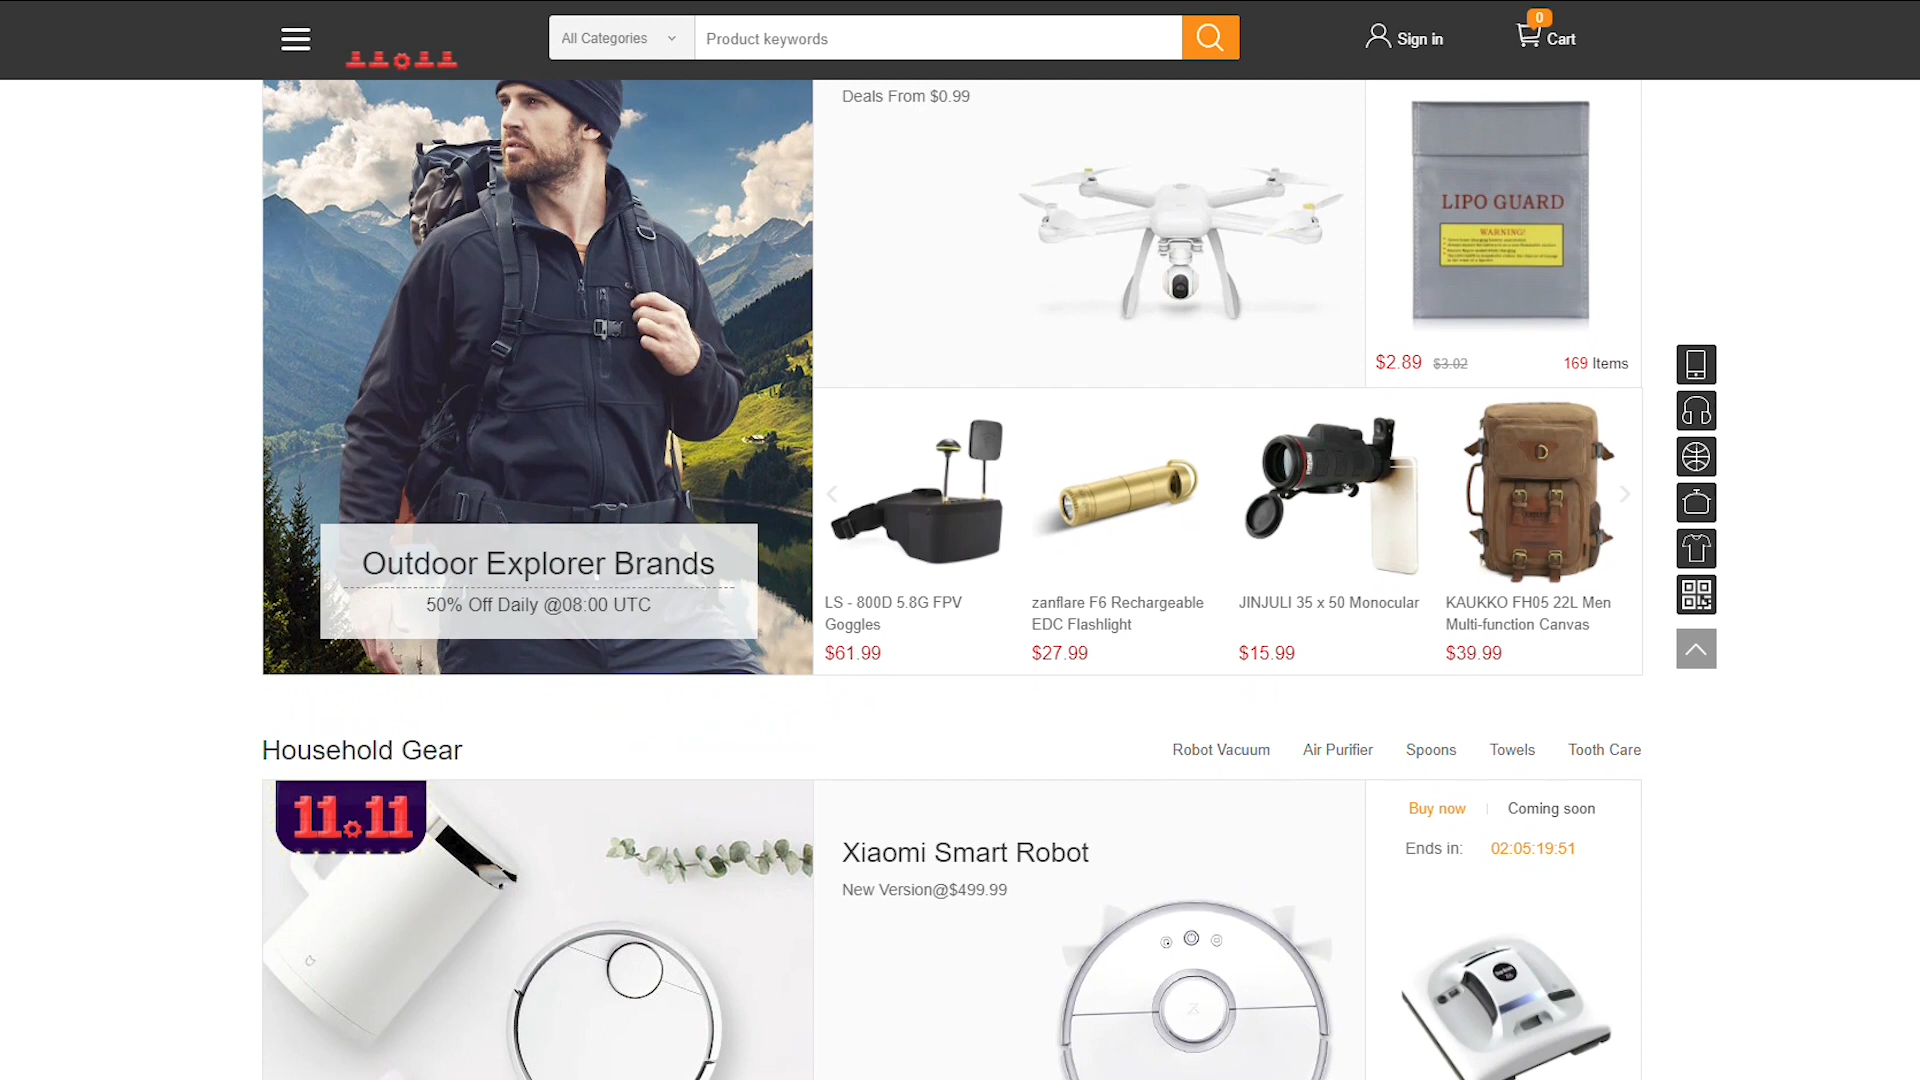 All Categories
Product keywords
Sign in
0
Cart
11.11
Deals From $0.99
LIPO GUARD
WARNING!
$2.89 $3.02
169 Items
Outdoor Explorer Brands
50% Off Daily @08:00 UTC
LS - 800D 5.8G FPV
Goggles
$61.99
zanflare F6 Rechargeable
EDC Flashlight
$27.99
JINJULI 35 x 50 Monocular
$15.99
KAUKKO FH05 22L Men
Multi-function Canvas
$39.99
Household Gear
Robot Vacuum
Air Purifier
Spoons
Towels
Tooth Care
11.11
Xiaomi Smart Robot
New Version@$499.99
Buy now
Coming soon
Ends in: 02:05:19:51